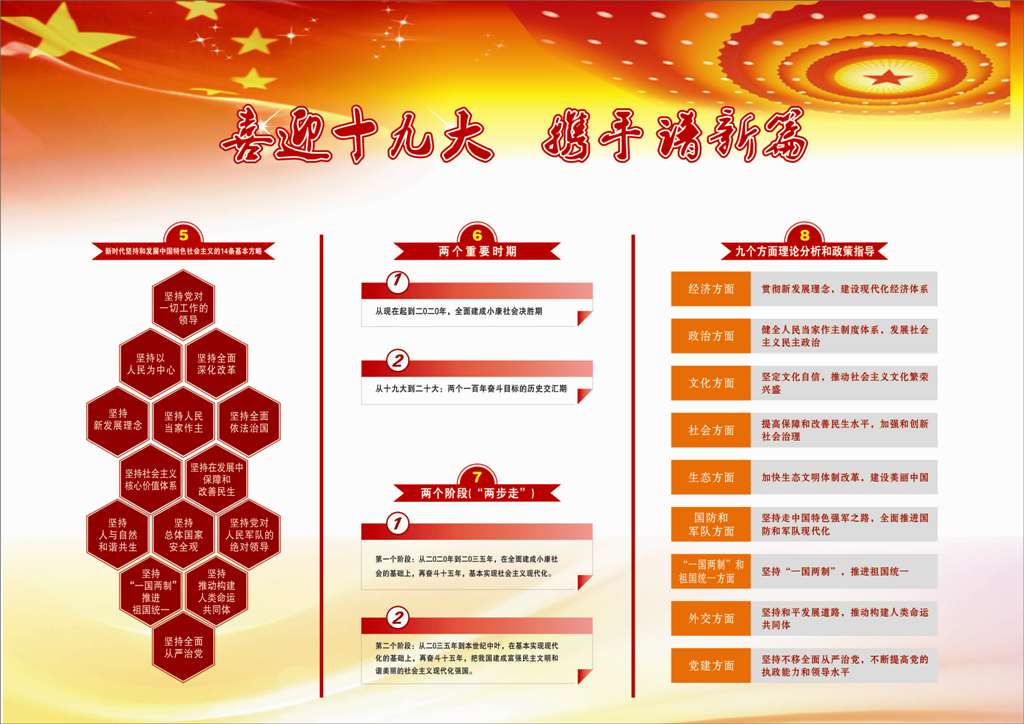 喜迎十九大 携手谱新篇
5
新时代坚持和发展中国特色社会主义的14条基本方略
坚持党对
一切工作的
领导
坚持以
人民为中心
坚持全面
深化改革
坚持
新发展理念
坚持人民
当家作主
坚持全面
依法治国
坚持社会主义
核心价值体系
坚持在发展中
保障和
改善民生
坚持
人与自然
和谐共生
坚持
总体国家
安全观
坚持党对
人民军队的
绝对领导
坚持
“一国两制”
推进
祖国统一
坚持
推动构建
人类命运
共同体
坚持全面
从严治党
6
两个重要时期
1
从现在起到二0二0年，全面建成小康社会决胜期
2
从十九大到二十大：两个一百年奋斗目标的历史交汇期
7
两个阶段(“两步走”)
1
第一个阶段：从二0二0年到二0三五年，在全面建成小康社
会的基础上，再奋斗十五年，基本实现社会主义现代化。
2
第二个阶段：从二0三五年到本世纪中叶，在基本实现现代
化的基础上，再奋斗十五年，把我国建成富强民主文明和
谐美丽的社会主义现代化强国。
8
九个方面理论分析和政策指导
经济方面
贯彻新发展理念，建设现代化经济体系
政治方面
健全人民当家作主制度体系，发展社会
主义民主政治
文化方面
坚定文化自信，推动社会主义文化繁荣
兴盛
社会方面
提高保障和改善民生水平，加强和创新
社会治理
生态方面
加快生态文明体制改革，建设美丽中国
国防和
军队方面
坚持走中国特色强军之路，全面推进国
防和军队现代化
“一国两制”和
祖国统一方面
坚持“一国两制”，推进祖国统一
外交方面
坚持和平发展道路，推动构建人类命运
共同体
党建方面
坚持不移全面从严治党，不断提高党的
执政能力和领导水平